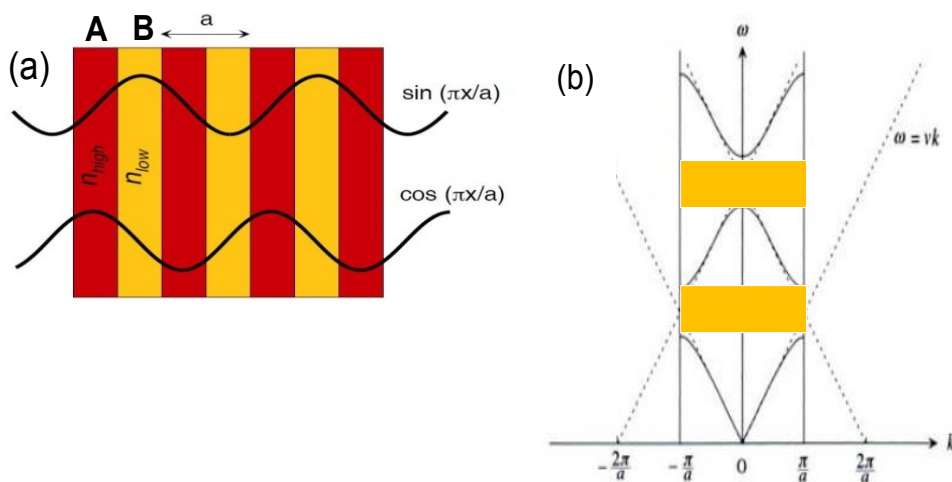 (a)
A B a
sin (πx/a)
n_high
n_low
cos (πx/a)
(b)
ω
ω = vk
k
-2π/a
-π/a
0
π/a
2π/a